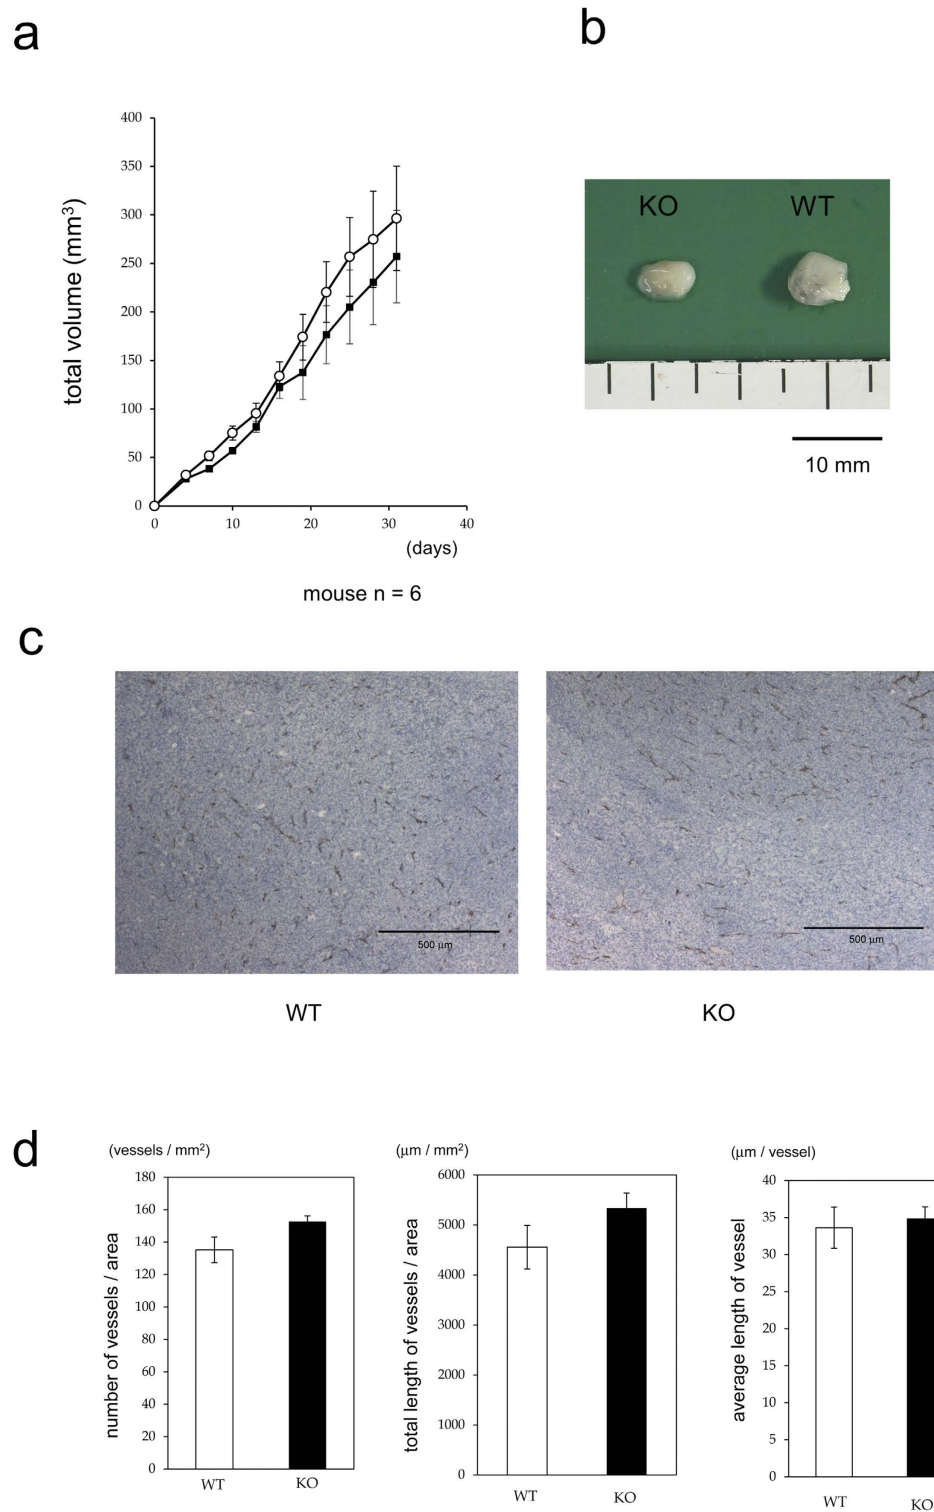 a
b
400
350
300
250
200
150
100
50
0
total volume (mm³)
0 10 20 30 40
(days)
mouse n = 6
KO WT
10 mm
c
500 µm
500 µm
WT KO
d
(vessels / mm²)
number of vessels / area
180
160
140
120
100
80
60
40
20
0
WT KO
(µm / mm²)
total length of vessels / area
6000
5000
4000
3000
2000
1000
0
WT KO
(µm / vessel)
average length of vessel
40
35
30
25
20
15
10
5
0
WT KO